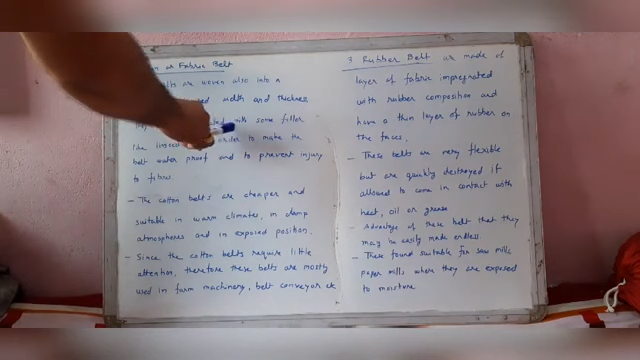 on or Fabric Belt
elts are woven also into a
width and thickness
with some filler
like linseed order to make the
belt water proof and to prevent injury
to fabric.
- The cotton belts are cheaper and
suitable in warm climates, in damp
atmospheres and in exposed position.
- Since the cotton belts require little
attention, therefore these belts are mostly
used in farm machinery, belt conveyor etc
3 Rubber Belt are made of
layer of fabric impregnated
with rubber composition and
have a thin layer of rubber on
the faces.
- These belts are very flexible
but are quickly destroyed if
allowed to come in contact with
heat, oil or grease
- Advantage of these belt that they
may be easily made endless.
- These found suitable for saw mills
paper mills where they are exposed
to moisture